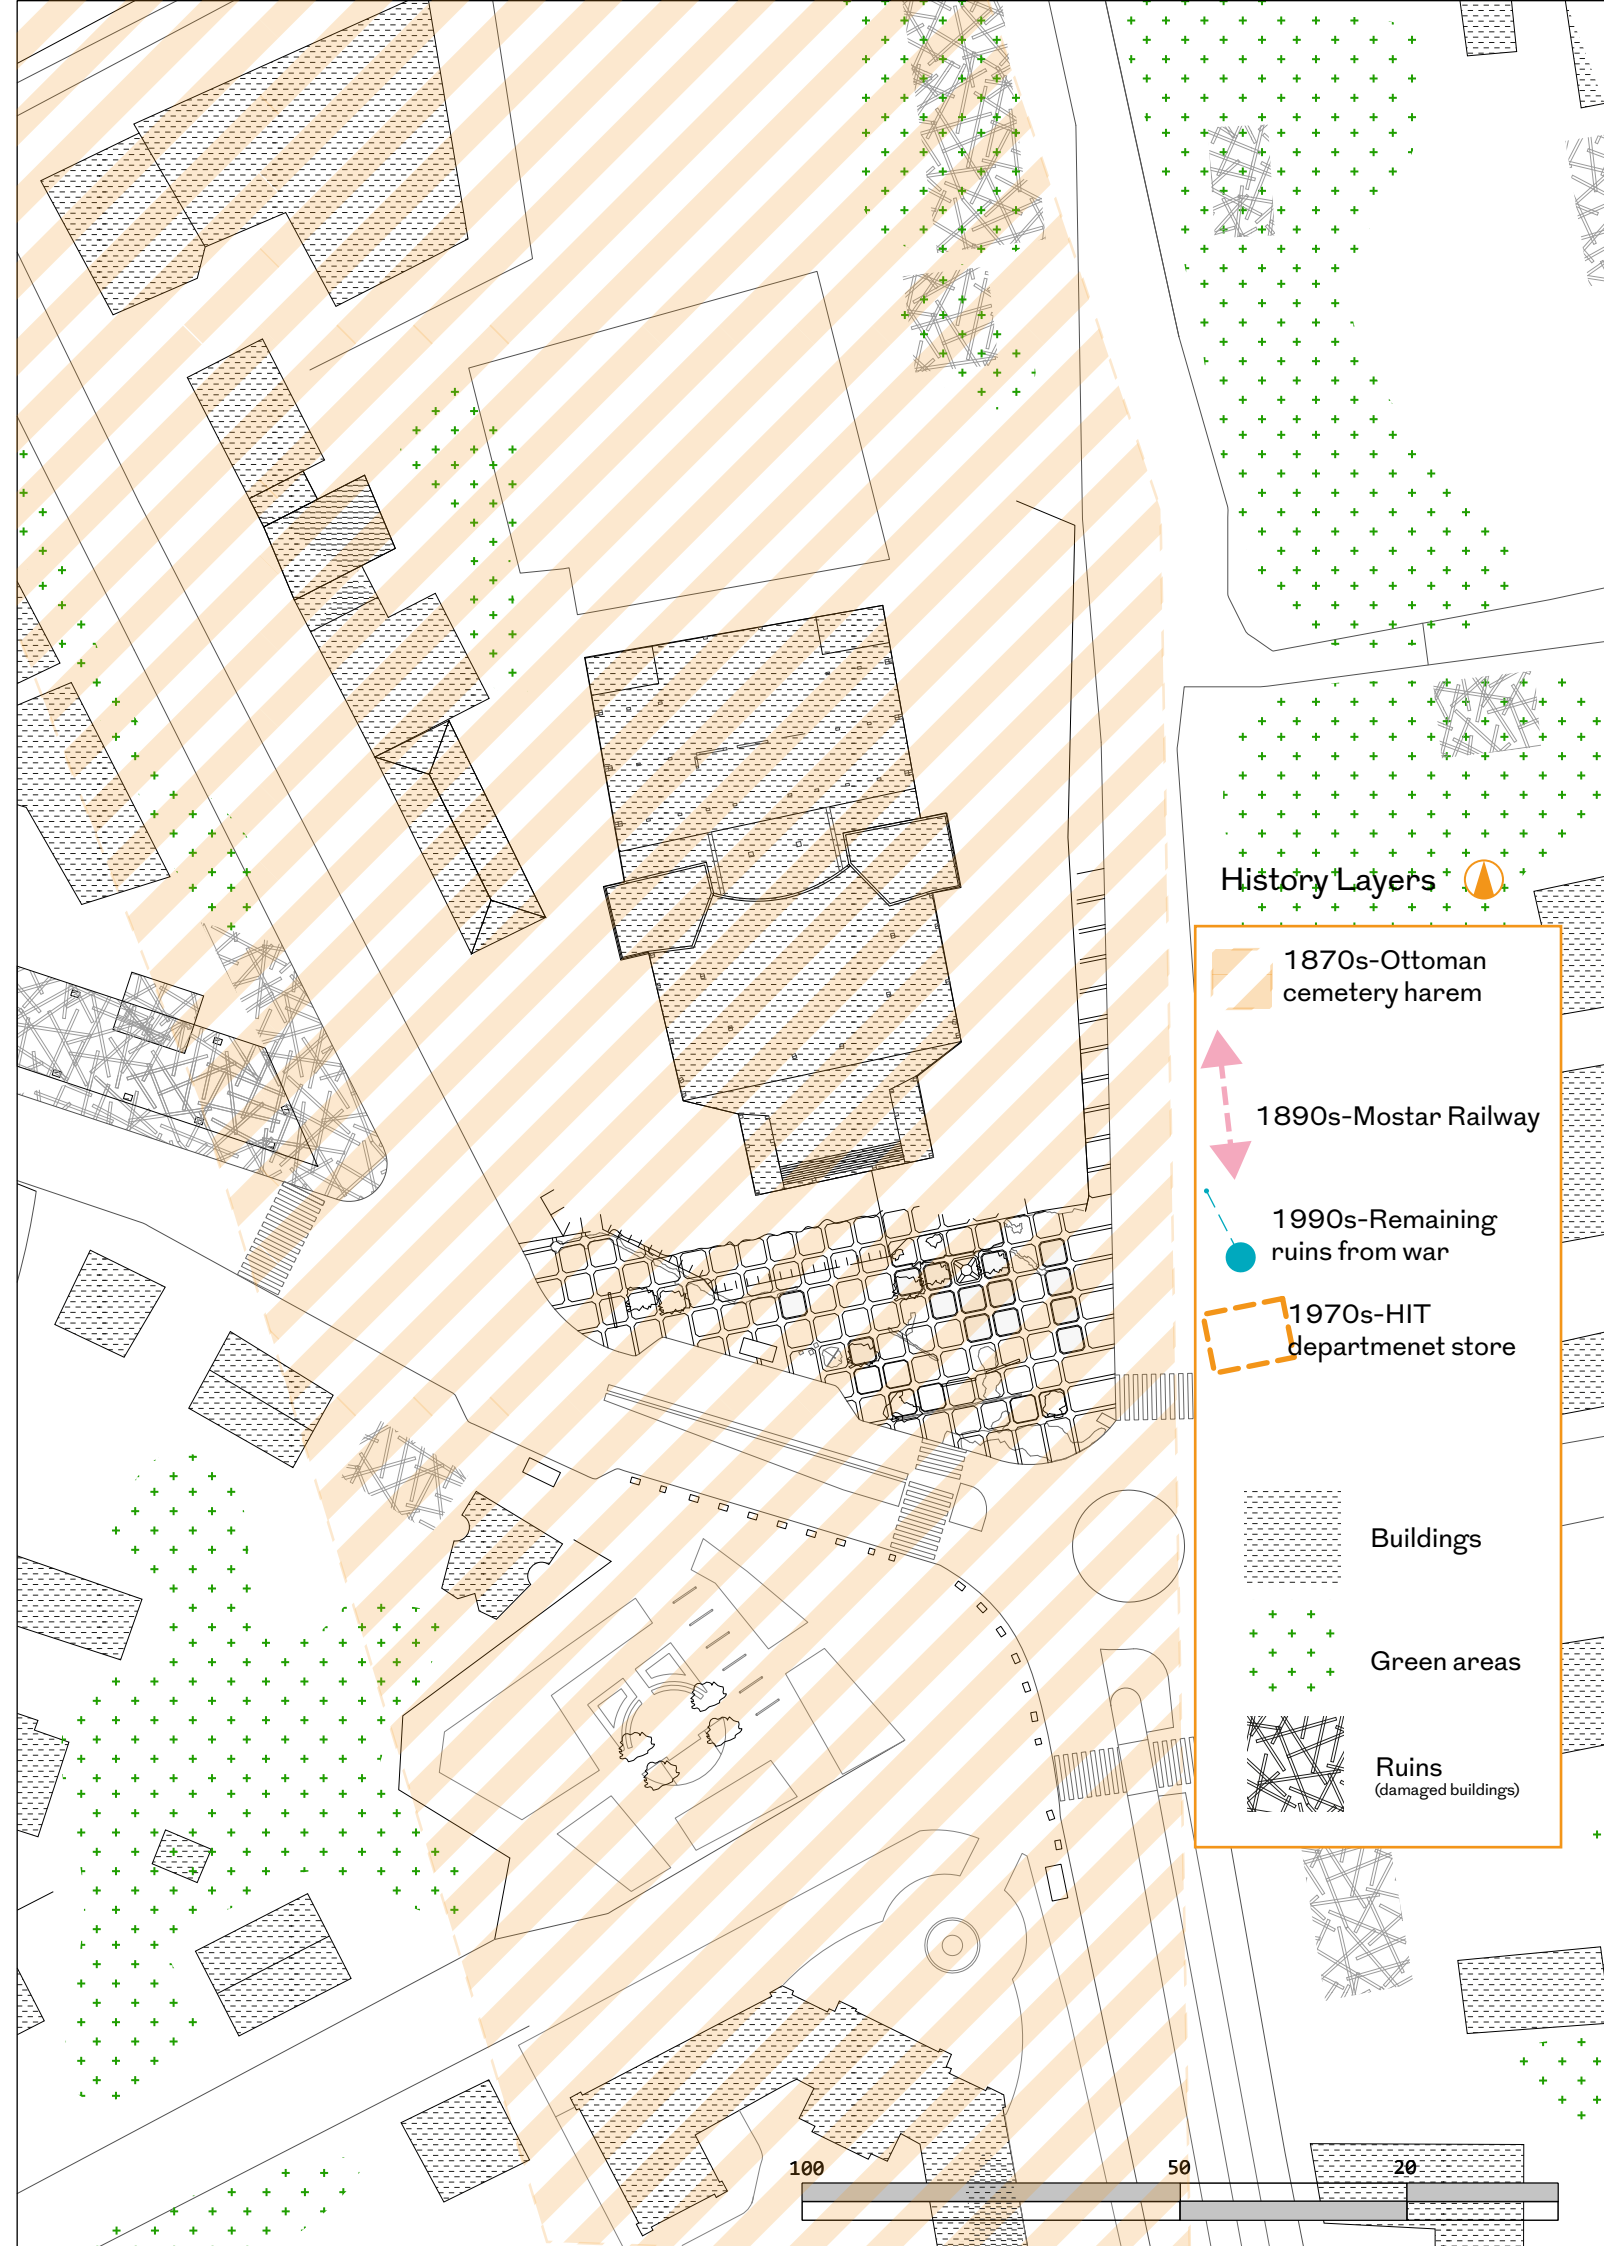 History Layers
1870s-Ottoman
cemetery harem
1890s-Mostar Railway
1990s-Remaining
ruins from war
1970s-HIT
departmenet store
Buildings
Green areas
Ruins
(damaged buildings)
100 50 20